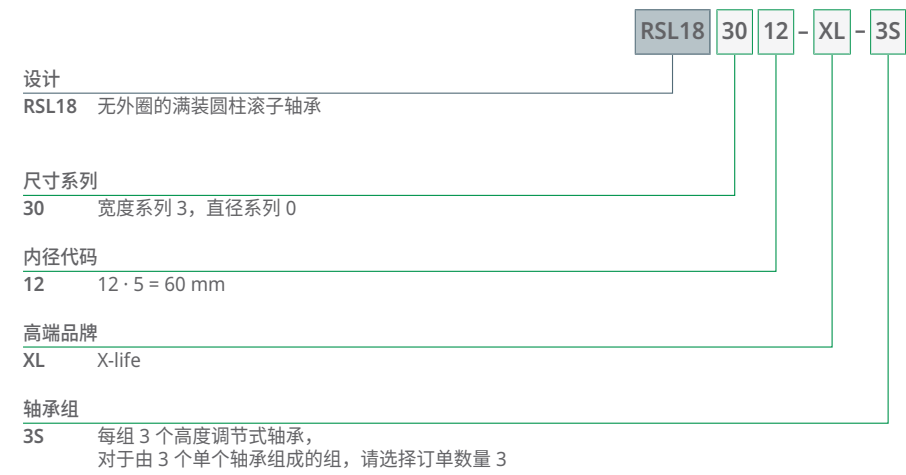 RSL18 30 12 – XL – 3S
设计
RSL18 无外圈的满装圆柱滚子轴承
尺寸系列
30 宽度系列 3，直径系列 0
内径代码
12 12 · 5 = 60 mm
高端品牌
XL X-life
轴承组
3S 每组 3 个高度调节式轴承，
对于由 3 个单个轴承组成的组，请选择订单数量 3